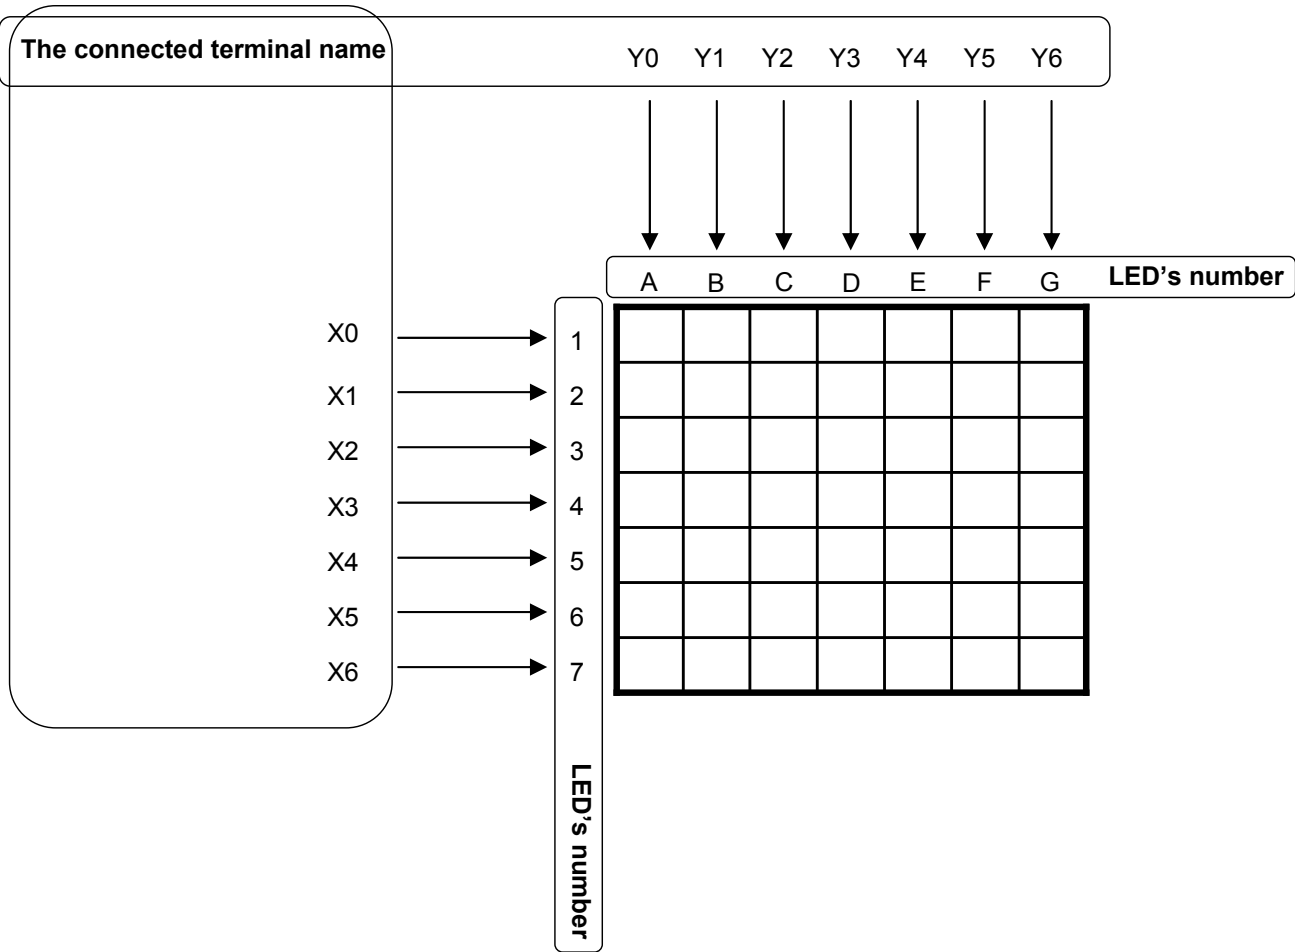 The connected terminal name
Y0 Y1 Y2 Y3 Y4 Y5 Y6
A B C D E F G LED's number
X0 1
X1 2
X2 3
X3 4
X4 5
X5 6
X6 7
LED's number